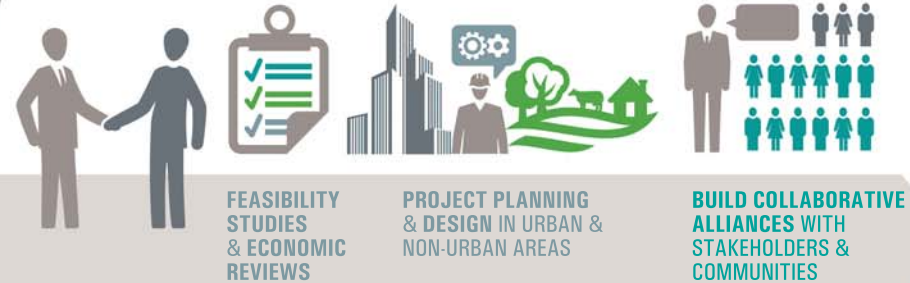 FEASIBILITY
STUDIES
& ECONOMIC
REVIEWS
PROJECT PLANNING
& DESIGN IN URBAN &
NON-URBAN AREAS
BUILD COLLABORATIVE
ALLIANCES WITH
STAKEHOLDERS &
COMMUNITIES